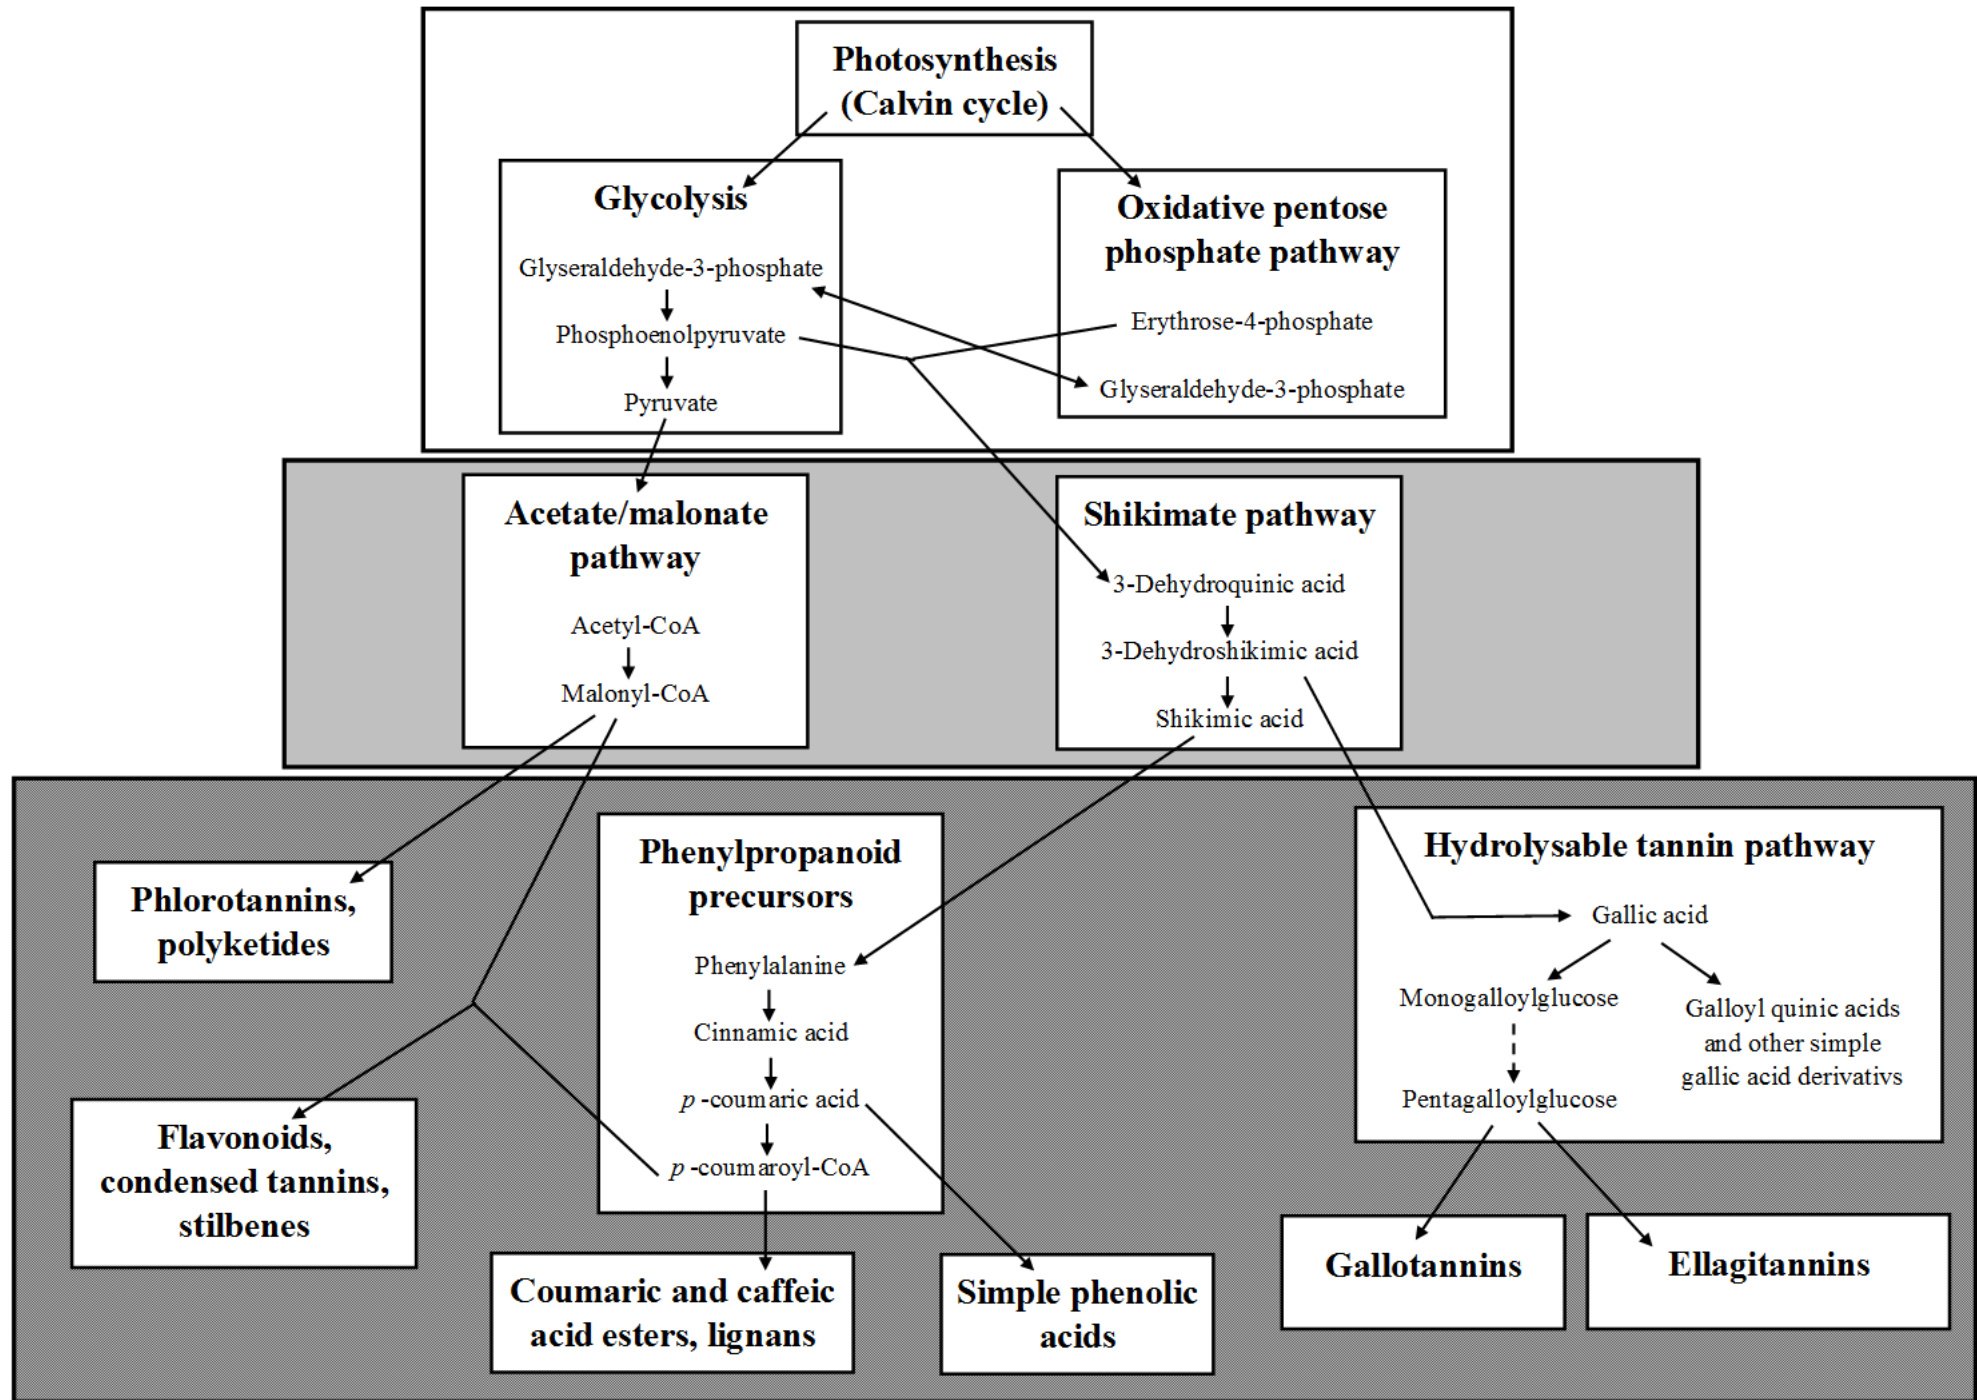 Photosynthesis
(Calvin cycle)
Glycolysis
Glyseraldehyde-3-phosphate
Phosphoenolpyruvate
Pyruvate
Oxidative pentose
phosphate pathway
Erythrose-4-phosphate
Glyseraldehyde-3-phosphate
Acetate/malonate
pathway
Acetyl-CoA
Malonyl-CoA
Shikimate pathway
3-Dehydroquinic acid
3-Dehydroshikimic acid
Shikimic acid
Phlorotannins,
polyketides
Flavonoids,
condensed tannins,
stilbenes
Phenylpropanoid
precursors
Phenylalanine
Cinnamic acid
p -coumaric acid
p -coumaroyl-CoA
Coumaric and caffeic
acid esters, lignans
Simple phenolic
acids
Hydrolysable tannin pathway
Gallic acid
Monogalloylglucose
Pentagalloylglucose
Galloyl quinic acids
and other simple
gallic acid derivativs
Gallotannins
Ellagitannins